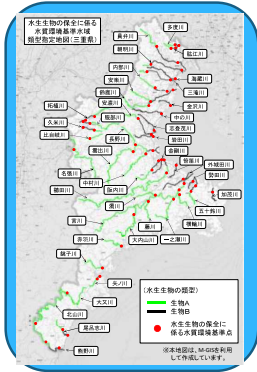 水生生物の保全に係る
水質環境基準水域
類型指定地図(三重県)
多度川
員弁川
朝明川
鈴鹿川
内部川
海蔵川
安楽川
三滝川
鈴鹿川
金沢川
安濃川
中の川
柘植川
服部川
志登茂川
久米川
岩田川
比自岐川
長野川
雲出川
笹笛川
外城田川
勢田川
名張川
櫛田川
中村川
阪内川
加茂川
五十鈴川
宮川
藤川
横輪川
赤羽川
大内山川
一之瀬川
銚子川
矢ノ川
大又川
北山川
尾呂志川
熊野川
(水生生物の類型)
生物A
生物B
水生生物の保全に
係る水質環境基準点
※本地図は、M-GISを利用
して作成しています。